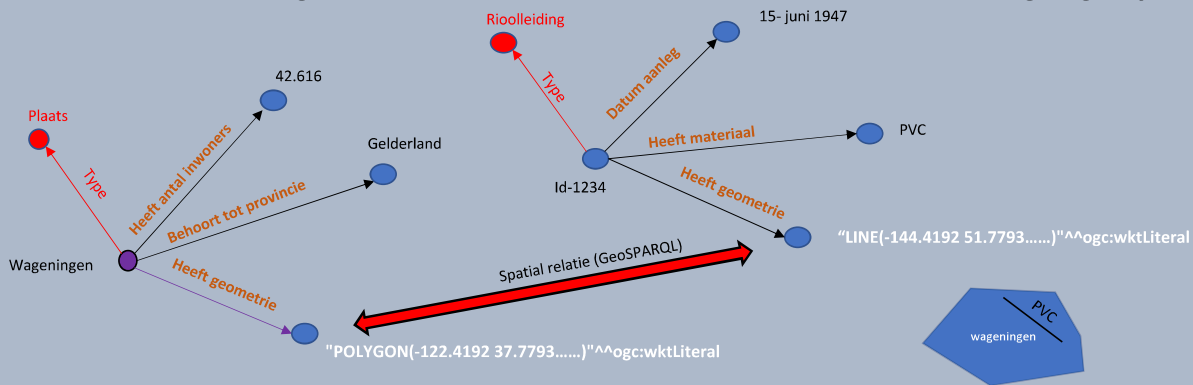 Rioolleiding
15- juni 1947
Type
Datum aanleg
42.616
Plaats
Heeft materiaal
PVC
Gelderland
Type
Heeft antal inwoners
Id-1234
Behoort tot provincie
Heeft geometrie
"LINE(-144.4192 51.7793......)"^^ogc:wktLiteral
Wageningen
Heeft geometrie
Spatial relatie (GeoSPARQL)
PVC
wageningen
"POLYGON(-122.4192 37.7793......)"^^ogc:wktLiteral